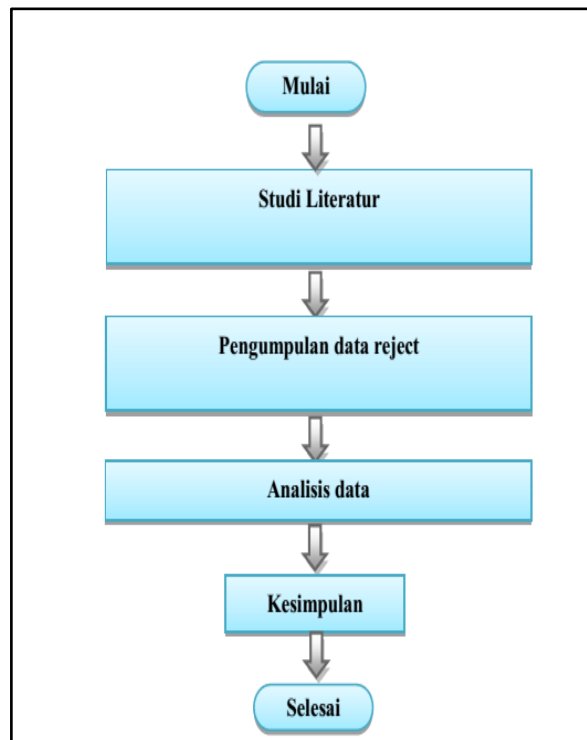 Mulai
Studi Literatur
Pengumpulan data reject
Analisis data
Kesimpulan
Selesai